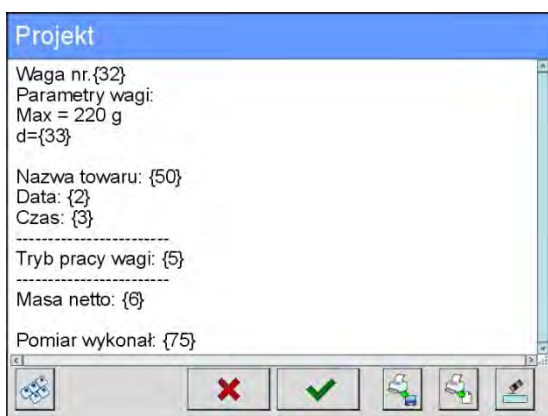 Projekt
Waga nr.{32}
Parametry wagi:
Max = 220 g
d={33}
Nazwa towaru: {50}
Data: {2}
Czas: {3}
-----------------------
Tryb pracy wagi: {5}
-----------------------
Masa netto: {6}
Pomiar wykonał: {75}